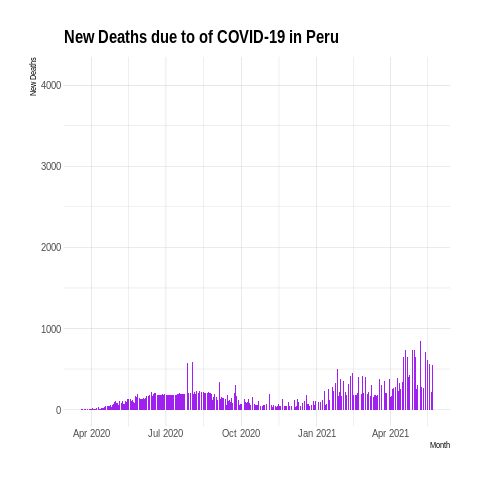 New Deaths due to of COVID-19 in Peru
New Deaths
4000
3000
2000
1000
0
Apr 2020
Jul 2020
Oct 2020
Jan 2021
Apr 2021
Month